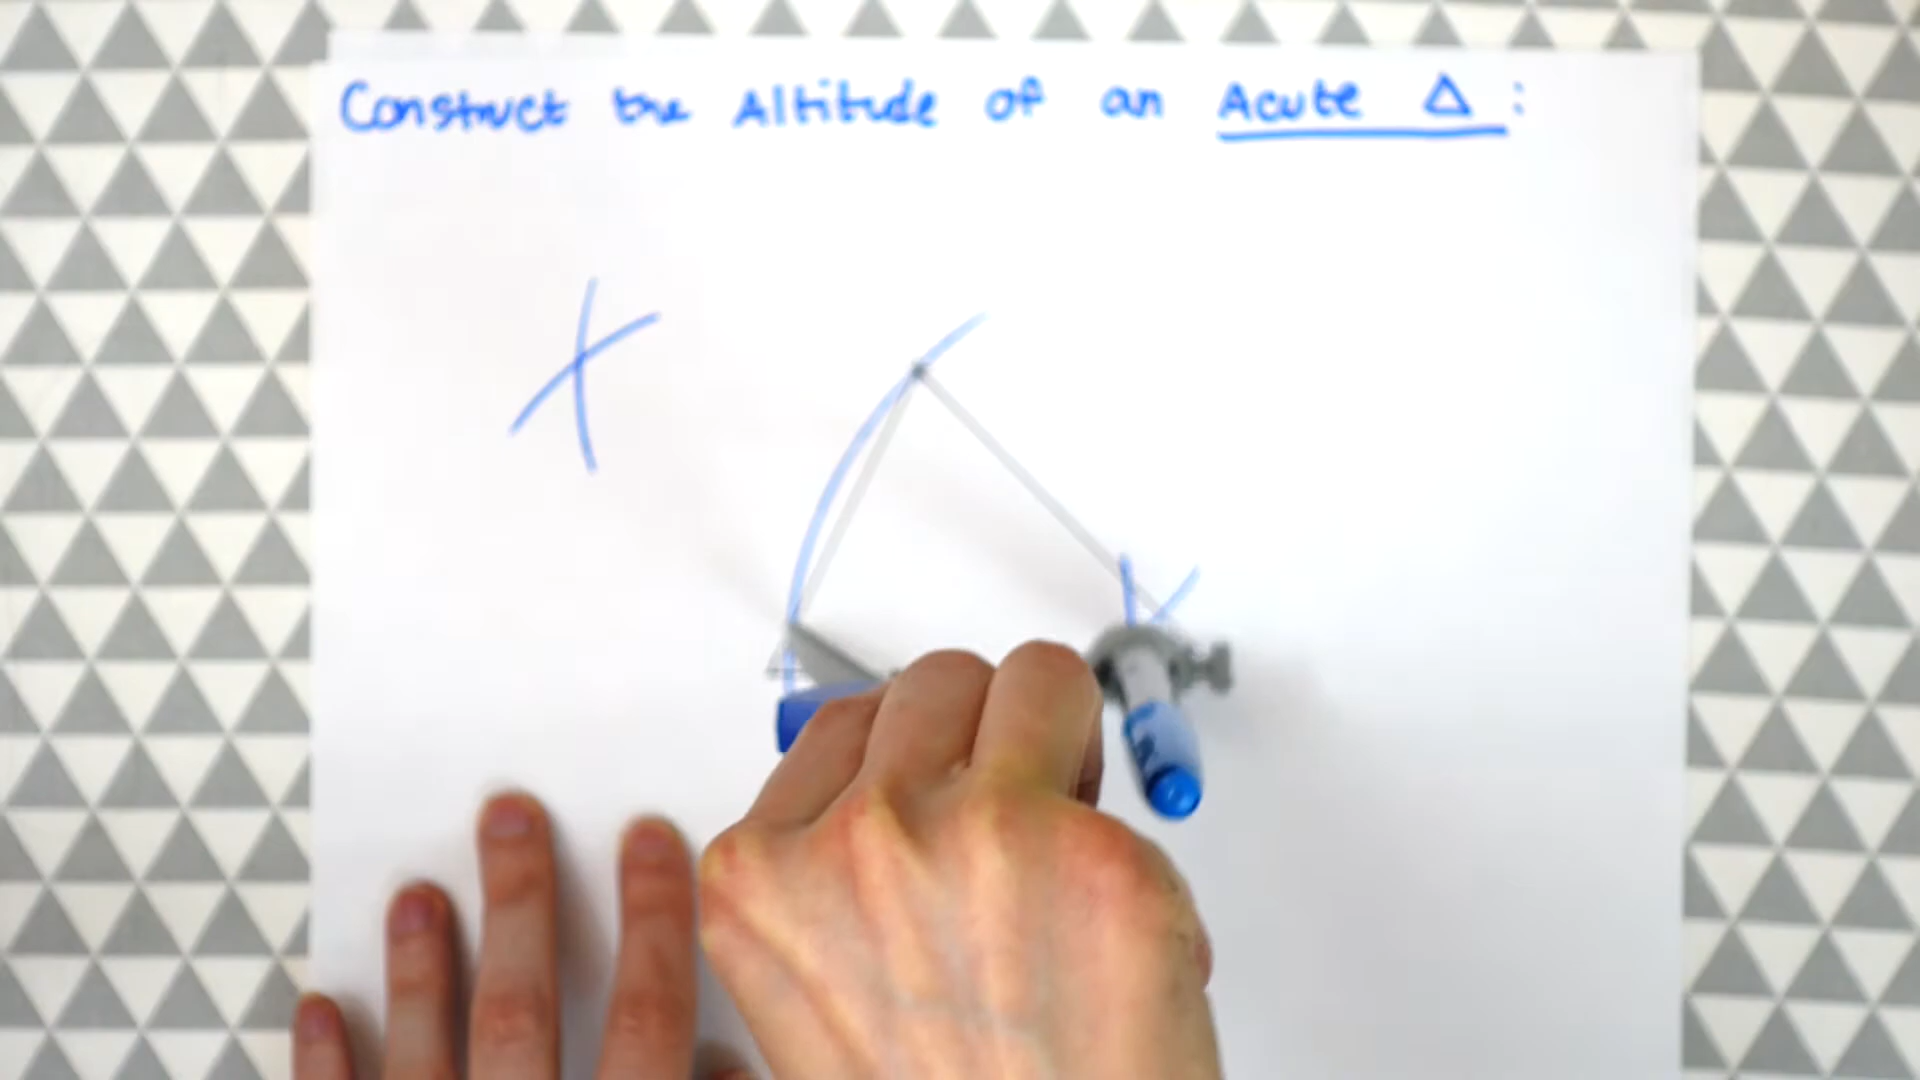 Construct the Altitude of an Acute Δ :